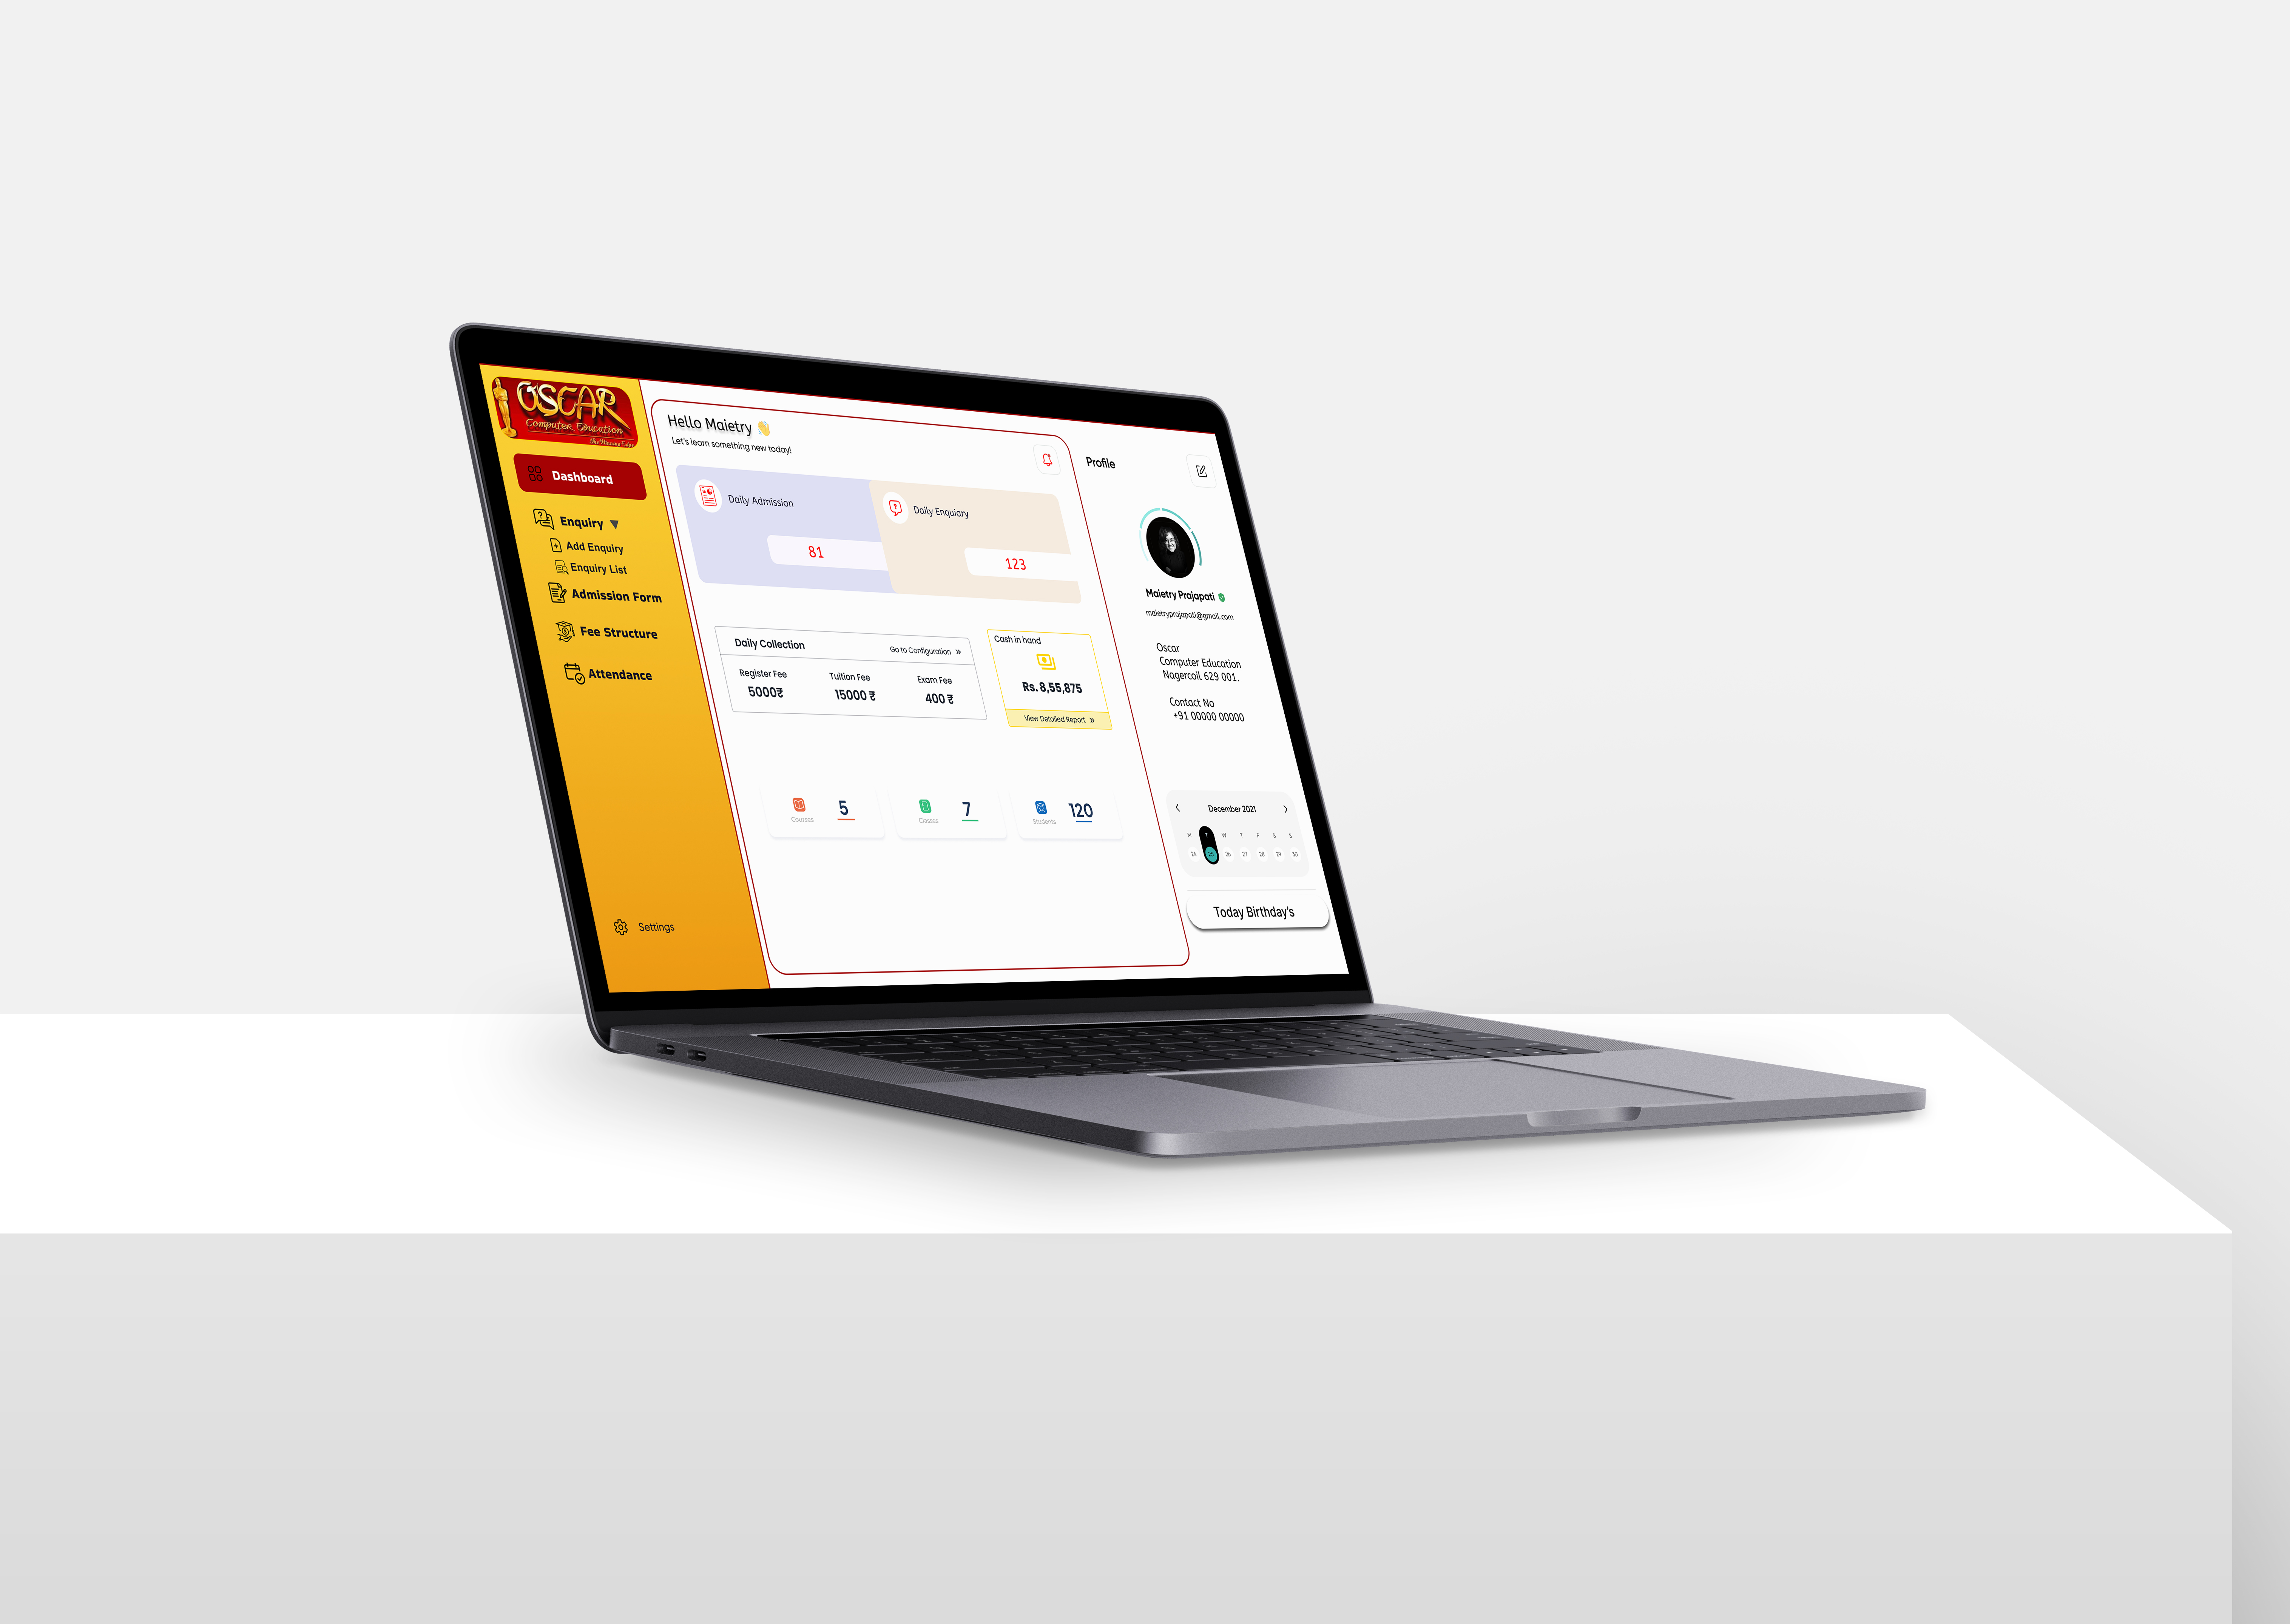 OSCAR
Computer Education
The Winning Edge
Dashboard
Enquiry
Add Enquiry
Enquiry List
Admission Form
Fee Structure
Attendance
Settings
Hello Maietry 👋
Let's learn something new today!
Daily Admission
81
Daily Enquiary
123
Daily Collection
Go to Configuration »
Register Fee
Tuition Fee
Exam Fee
5000₹
15000 ₹
400 ₹
Cash in hand
Rs. 8,55,875
View Detailed Report »
Courses
5
Classes
7
Students
120
Profile
Maietry Prajapati
maietryprajapati@gmail.com
Oscar
Computer Education
Nagercoil 629 001.
Contact No
+91 00000 00000
December 2021
M T W T F S S
24 25 26 27 28 29 30
Today Birthday's